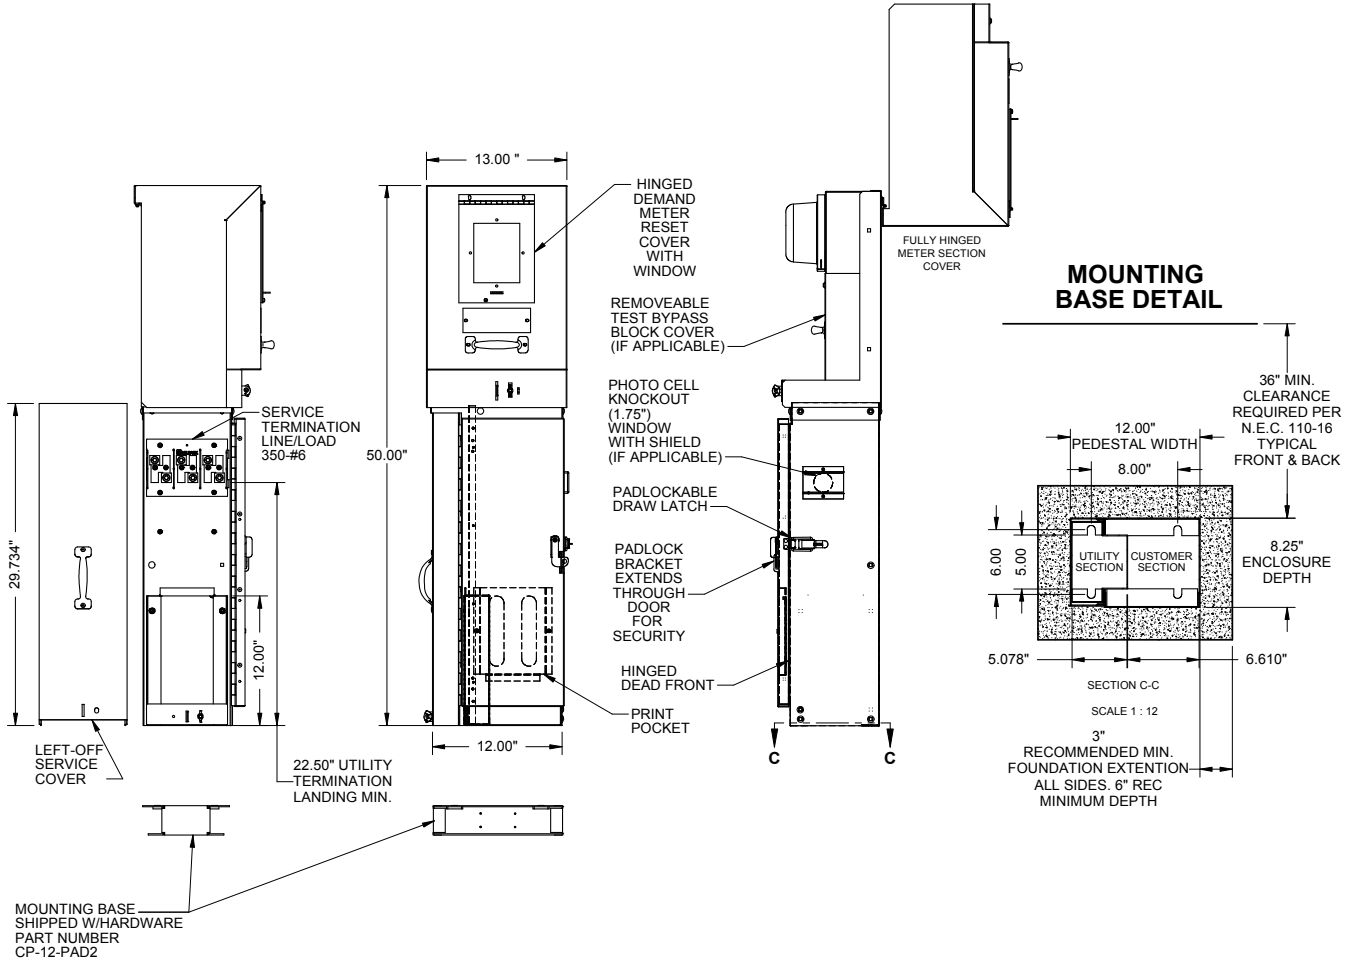 13.00 "
HINGED
DEMAND
METER
RESET
COVER
WITH
WINDOW
FULLY HINGED
METER SECTION
COVER
MOUNTING
BASE DETAIL
REMOVEABLE
TEST BYPASS
BLOCK COVER
(IF APPLICABLE)
36" MIN.
CLEARANCE
REQUIRED PER
N.E.C. 110-16
TYPICAL
FRONT & BACK
PHOTO CELL
KNOCKOUT
(1.75")
WINDOW
WITH SHIELD
(IF APPLICABLE)
SERVICE
TERMINATION
LINE/LOAD
350-#6
50.00"
12.00"
PEDESTAL WIDTH
8.00"
PADLOCKABLE
DRAW LATCH
29.734"
PADLOCK
BRACKET
EXTENDS
THROUGH
DOOR
FOR
SECURITY
6.00
5.00
UTILITY
SECTION
CUSTOMER
SECTION
8.25"
ENCLOSURE
DEPTH
12.00"
5.078"
6.610"
HINGED
DEAD FRONT
SECTION C-C
SCALE 1 : 12
PRINT
POCKET
12.00"
C
C
3"
RECOMMENDED MIN.
FOUNDATION EXTENTION
ALL SIDES. 6" REC
MINIMUM DEPTH
LEFT-OFF
SERVICE
COVER
22.50" UTILITY
TERMINATION
LANDING MIN.
MOUNTING BASE
SHIPPED W/HARDWARE
PART NUMBER
CP-12-PAD2